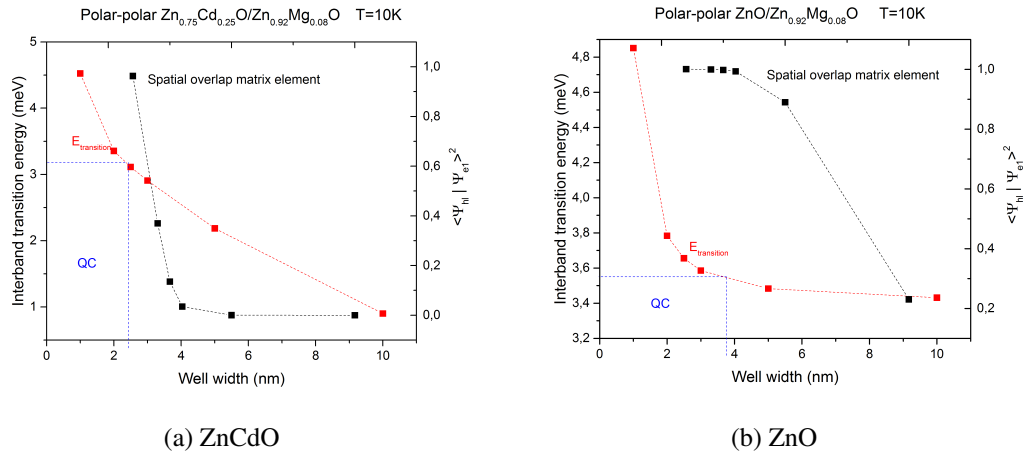 Polar-polar Zn0.75Cd0.25O/Zn0.92Mg0.08O T=10K
5
4
3
2
1
Interband transition energy (meV)
Spatial overlap matrix element
Etransition
QC
1,0
0,8
0,6
0,4
0,2
0,0
<Ψhl | Ψe1>2
0 2 4 6 8 10
Well width (nm)
(a) ZnCdO
Polar-polar ZnO/Zn0.92Mg0.08O T=10K
4,8
4,6
4,4
4,2
4,0
3,8
3,6
3,4
3,2
Interband transition energy (meV)
Spatial overlap matrix element
Etransition
QC
1,0
0,8
0,6
0,4
0,2
<Ψhl | Ψe1>2
0 2 4 6 8 10
Well width (nm)
(b) ZnO